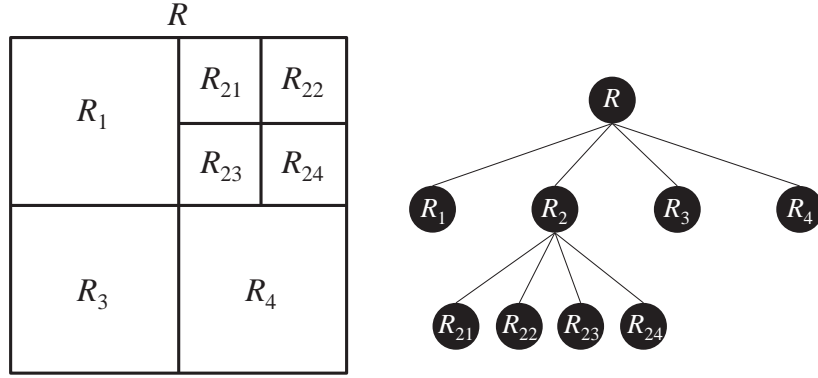 R
R₁
R₂₁ R₂₂
R₂₃ R₂₄
R₃ R₄
R
R₁ R₂ R₃ R₄
R₂₁ R₂₂ R₂₃ R₂₄